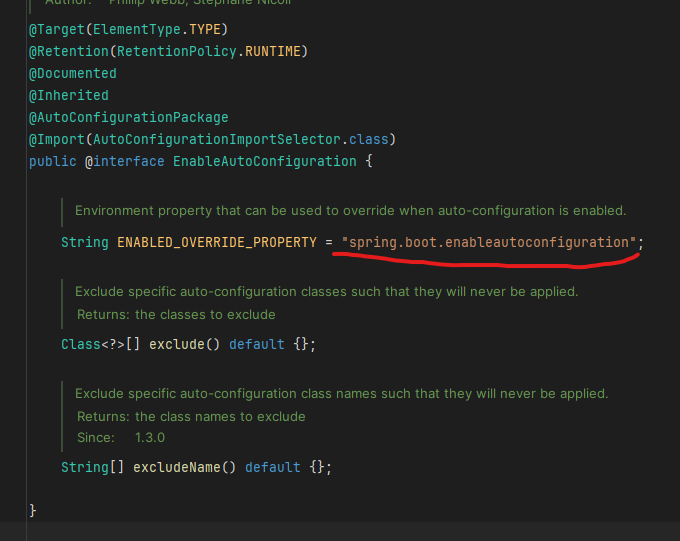 Author: Phillip Webb, Stephane Nicoll
@Target(ElementType.TYPE)
@Retention(RetentionPolicy.RUNTIME)
@Documented
@Inherited
@AutoConfigurationPackage
@Import(AutoConfigurationImportSelector.class)
public @interface EnableAutoConfiguration {
Environment property that can be used to override when auto-configuration is enabled.
String ENABLED_OVERRIDE_PROPERTY = "spring.boot.enableautoconfiguration";
Exclude specific auto-configuration classes such that they will never be applied.
Returns: the classes to exclude
Class<?>[] exclude() default {};
Exclude specific auto-configuration class names such that they will never be applied.
Returns: the class names to exclude
Since: 1.3.0
String[] excludeName() default {};
}